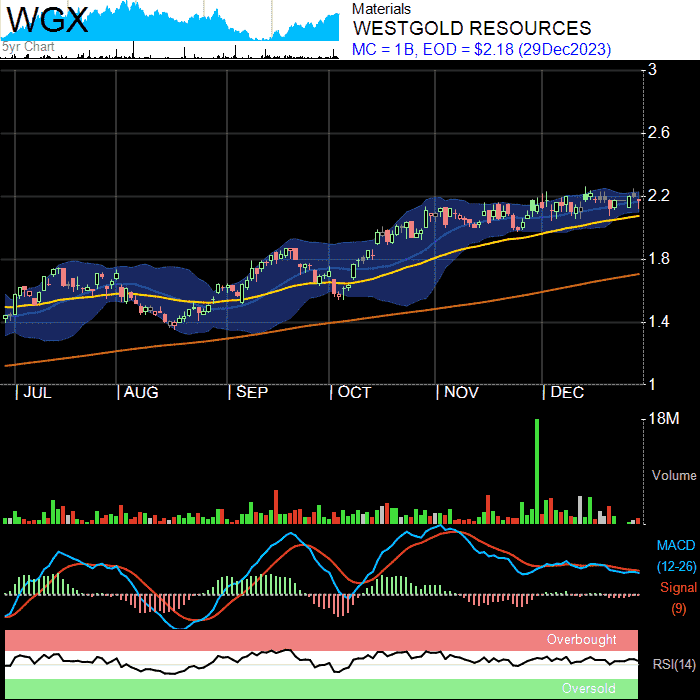 WGX
5yr Chart
Materials
WESTGOLD RESOURCES
MC = 1B, EOD = $2.18 (29Dec2023)
3
2.6
2.2
1.8
1.4
1
JUL AUG SEP OCT NOV DEC
18M
Volume
MACD
(12-26)
Signal
(9)
Overbought
RSI(14)
Oversold